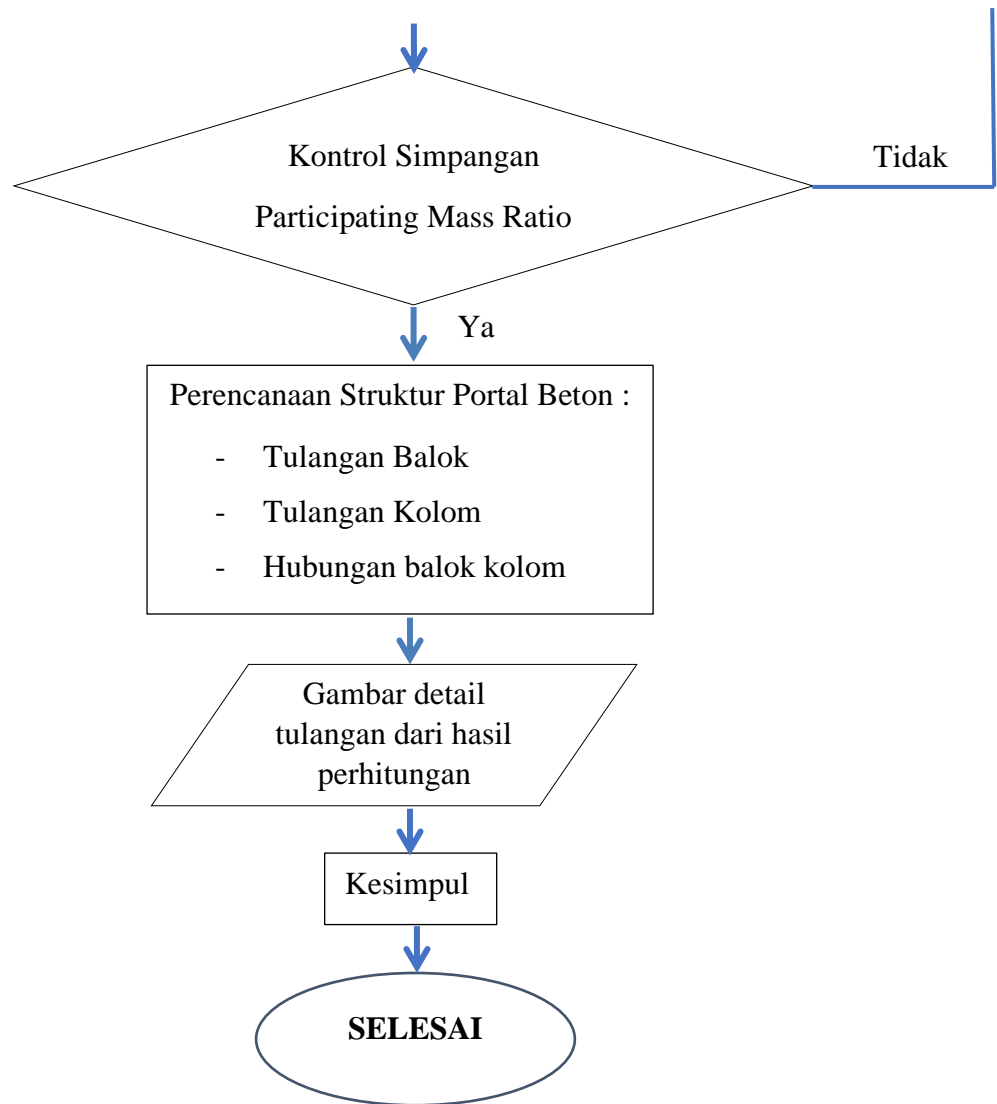 Kontrol Simpangan
Tidak
Participating Mass Ratio
Ya
Perencanaan Struktur Portal Beton :
- Tulangan Balok
- Tulangan Kolom
- Hubungan balok kolom
Gambar detail
tulangan dari hasil
perhitungan
Kesimpul
SELESAI